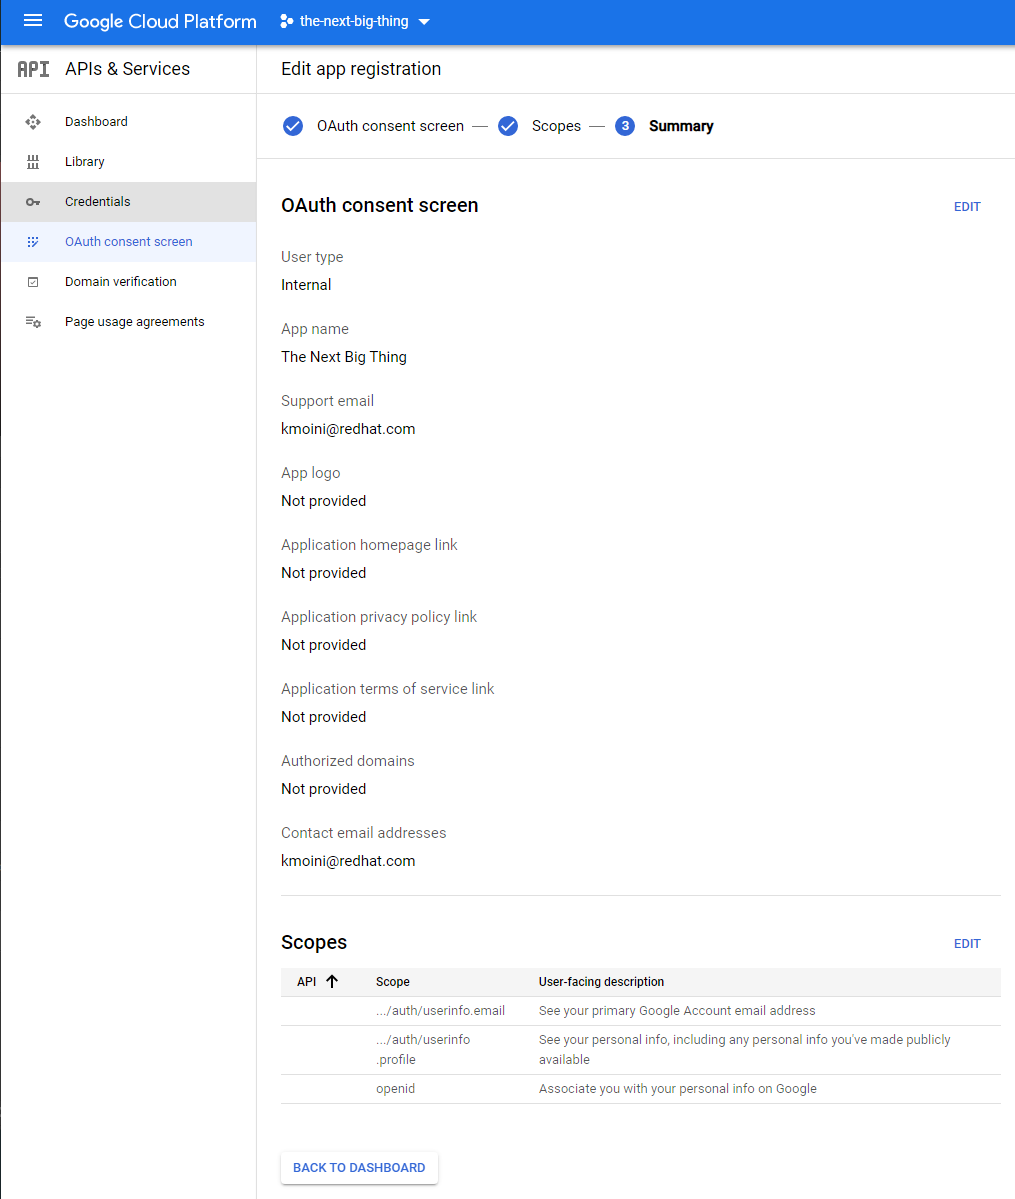 Google Cloud Platform the-next-big-thing
API APIs & Services
Edit app registration
Dashboard
Library
Credentials
OAuth consent screen
Domain verification
Page usage agreements
OAuth consent screen — Scopes — 3 Summary
OAuth consent screen EDIT
User type
Internal
App name
The Next Big Thing
Support email
kmoini@redhat.com
App logo
Not provided
Application homepage link
Not provided
Application privacy policy link
Not provided
Application terms of service link
Not provided
Authorized domains
Not provided
Contact email addresses
kmoini@redhat.com
Scopes EDIT
API Scope User-facing description
.../auth/userinfo.email See your primary Google Account email address
.../auth/userinfo See your personal info, including any personal info you've made publicly
.profile available
openid Associate you with your personal info on Google
BACK TO DASHBOARD